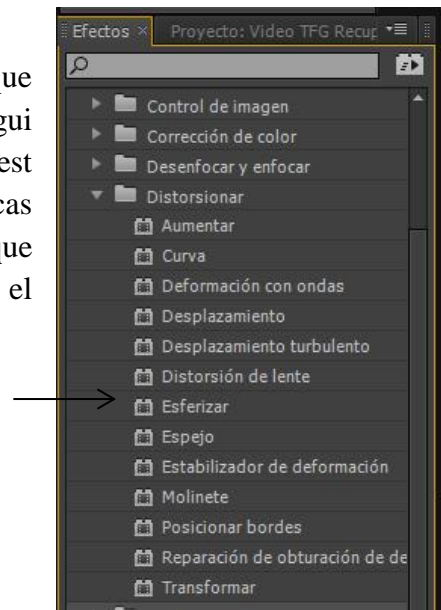 Efectos × Proyecto: Video TFG Recup
que
gui
est
cas
que
el
Control de imagen
Corrección de color
Desenfocar y enfocar
Distorsionar
Aumentar
Curva
Deformación con ondas
Desplazamiento
Desplazamiento turbulento
Distorsión de lente
Esferizar
Espejo
Estabilizador de deformación
Molinete
Posicionar bordes
Reparación de obturación de de
Transformar